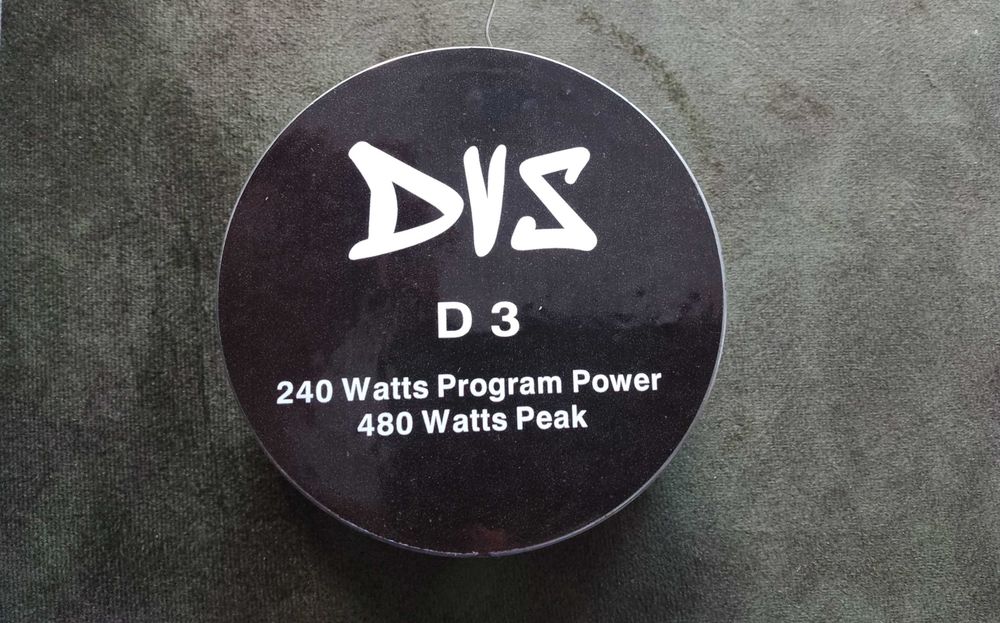 DVS
D 3
240 Watts Program Power
480 Watts Peak